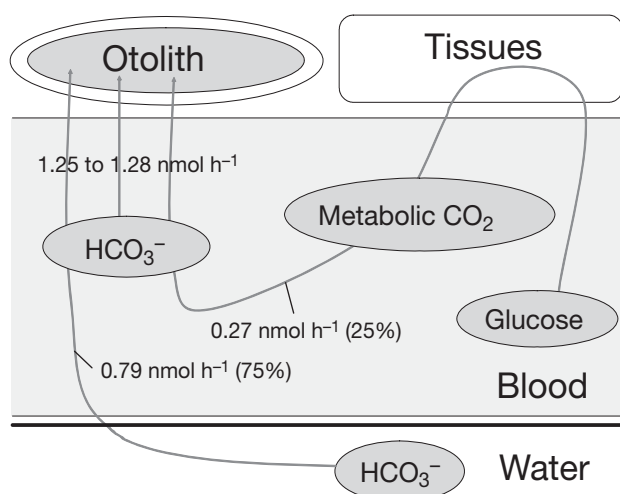 Otolith
Tissues
1.25 to 1.28 nmol h⁻¹
Metabolic CO₂
HCO₃⁻
0.27 nmol h⁻¹ (25%)
Glucose
0.79 nmol h⁻¹ (75%)
Blood
HCO₃⁻
Water